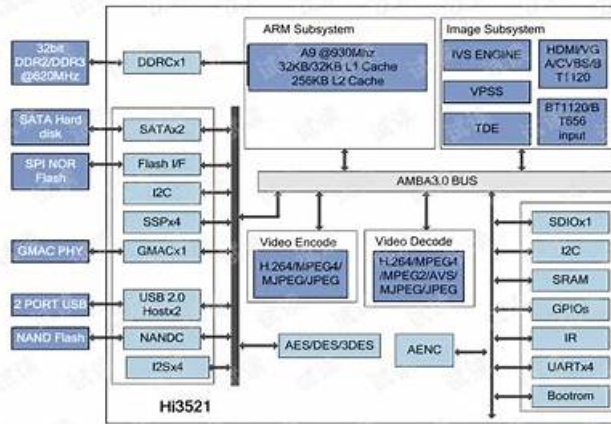 32bit
DDR2/DDR3
@620MHz
DDRCx1
ARM Subsystem
A9 @930Mhz
32KB/32KB L1 Cache
256KB L2 Cache
Image Subsystem
IVS ENGINE
VPSS
TDE
HDMI/VG
A/CVBS/B
T1120
BT1120/B
T656
input
SATA Hard
disk
SATAx2
SPI NOR
Flash
Flash I/F
I2C
SSPx4
AMBA3.0 BUS
GMAC PHY
GMACx1
Video Encode
H.264/MPEG4/
MJPEG/JPEG
Video Decode
H.264/MPEG4
/MPEG2/AVS/
MJPEG/JPEG
2 PORT USB
USB 2.0
Hostx2
NAND Flash
NANDC
I2Sx4
AES/DES/3DES
AENC
SDIOx1
I2C
SRAM
GPIOs
IR
UARTx4
Bootrom
Hi3521